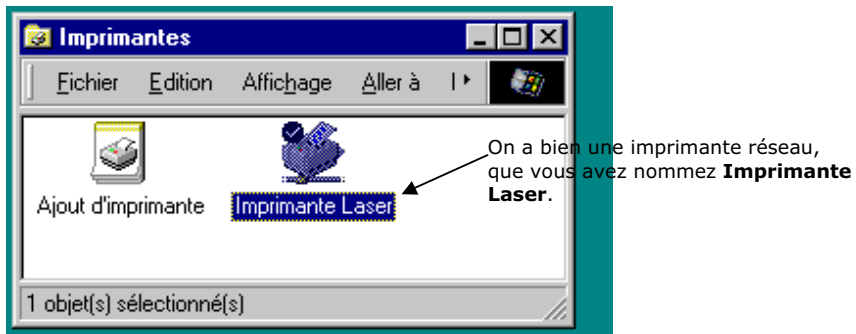 Imprimantes
Fichier Edition Affichage Aller à
Ajout d'imprimante Imprimante Laser
On a bien une imprimante réseau,
que vous avez nommez Imprimante
Laser.
1 objet(s) sélectionné(s)